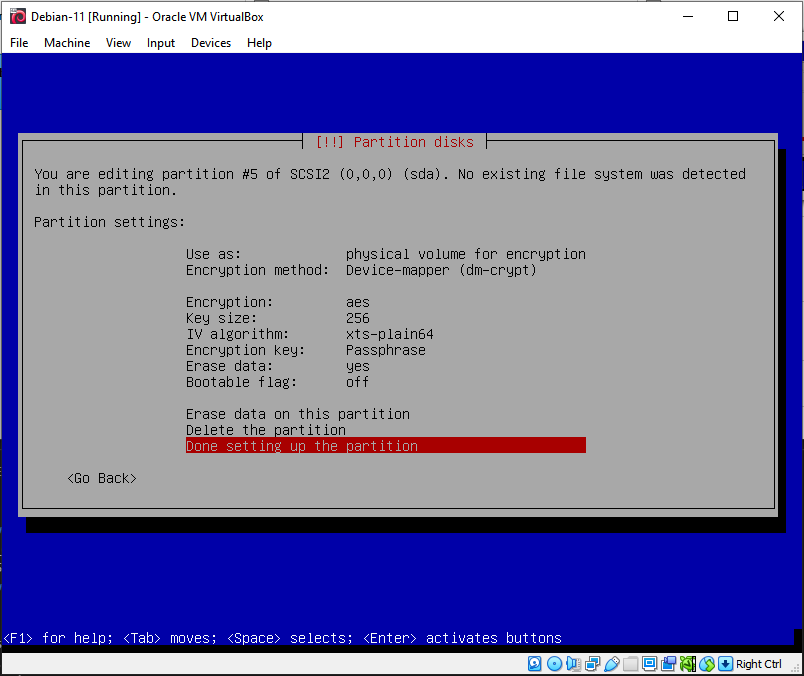 Debian-11 [Running] - Oracle VM VirtualBox
File Machine View Input Devices Help
[!!] Partition disks
You are editing partition #5 of SCSI2 (0,0,0) (sda). No existing file system was detected
in this partition.
Partition settings:
Use as: physical volume for encryption
Encryption method: Device-mapper (dm-crypt)
Encryption: aes
Key size: 256
IV algorithm: xts-plain64
Encryption key: Passphrase
Erase data: yes
Bootable flag: off
Erase data on this partition
Delete the partition
Done setting up the partition
<Go Back>
<F1> for help; <Tab> moves; <Space> selects; <Enter> activates buttons
Right Ctrl